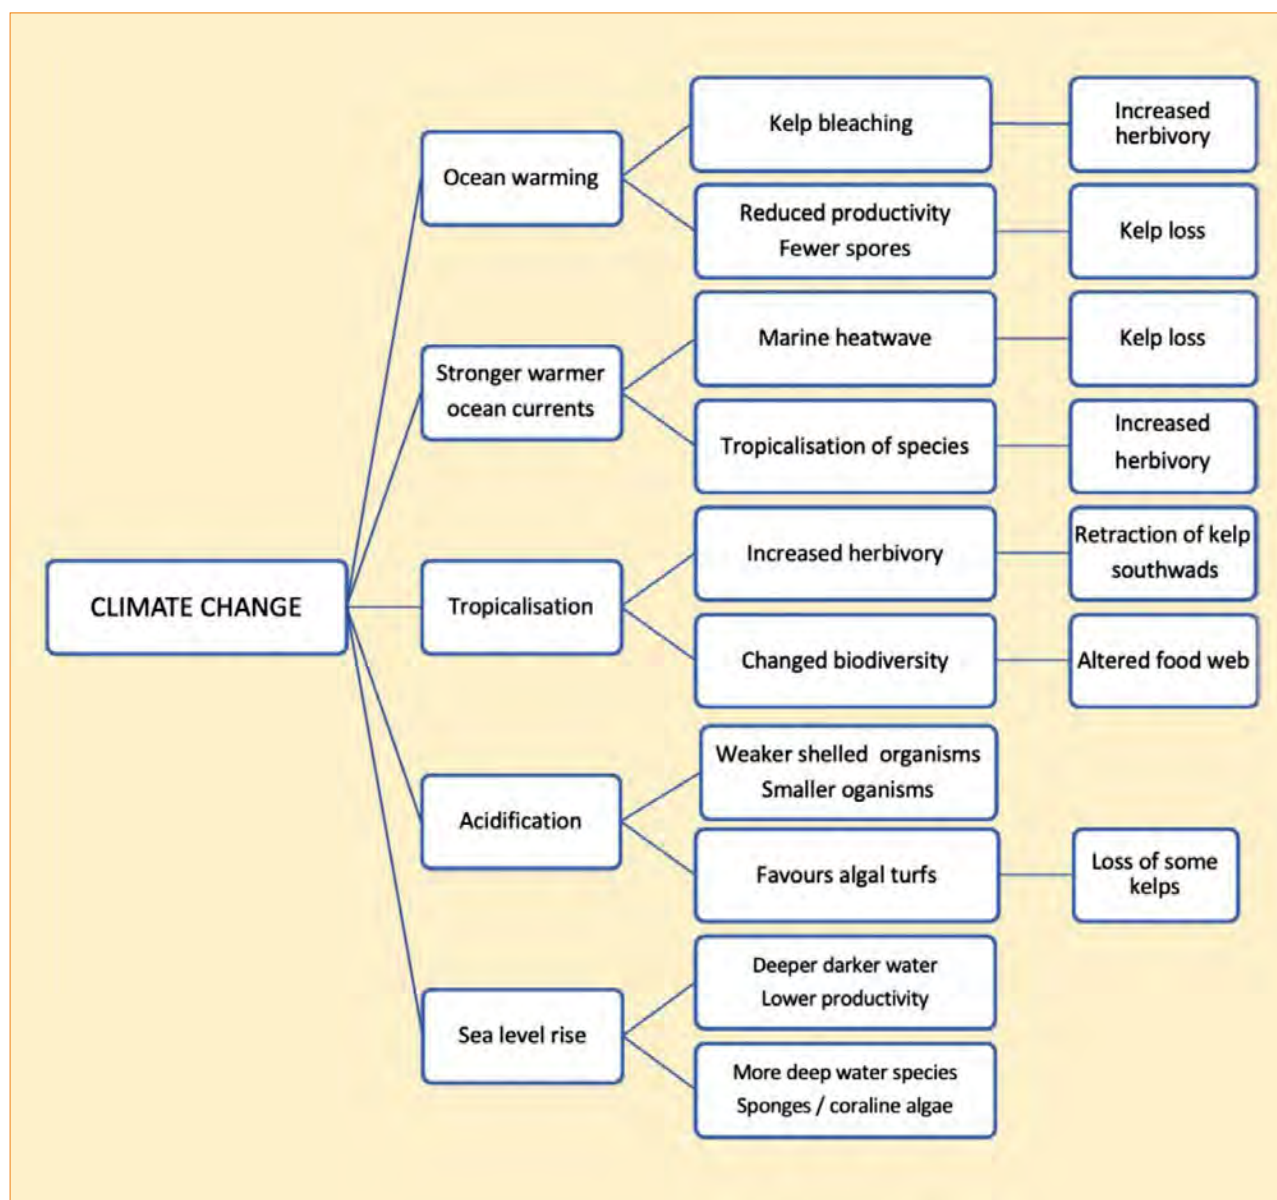 CLIMATE CHANGE
Ocean warming
Kelp bleaching
Increased
herbivory
Reduced productivity
Fewer spores
Kelp loss
Stronger warmer
ocean currents
Marine heatwave
Kelp loss
Tropicalisation of species
Increased
herbivory
Tropicalisation
Increased herbivory
Retraction of kelp
southwads
Changed biodiversity
Altered food web
Acidification
Weaker shelled organisms
Smaller oganisms
Favours algal turfs
Loss of some
kelps
Sea level rise
Deeper darker water
Lower productivity
More deep water species
Sponges / coraline algae